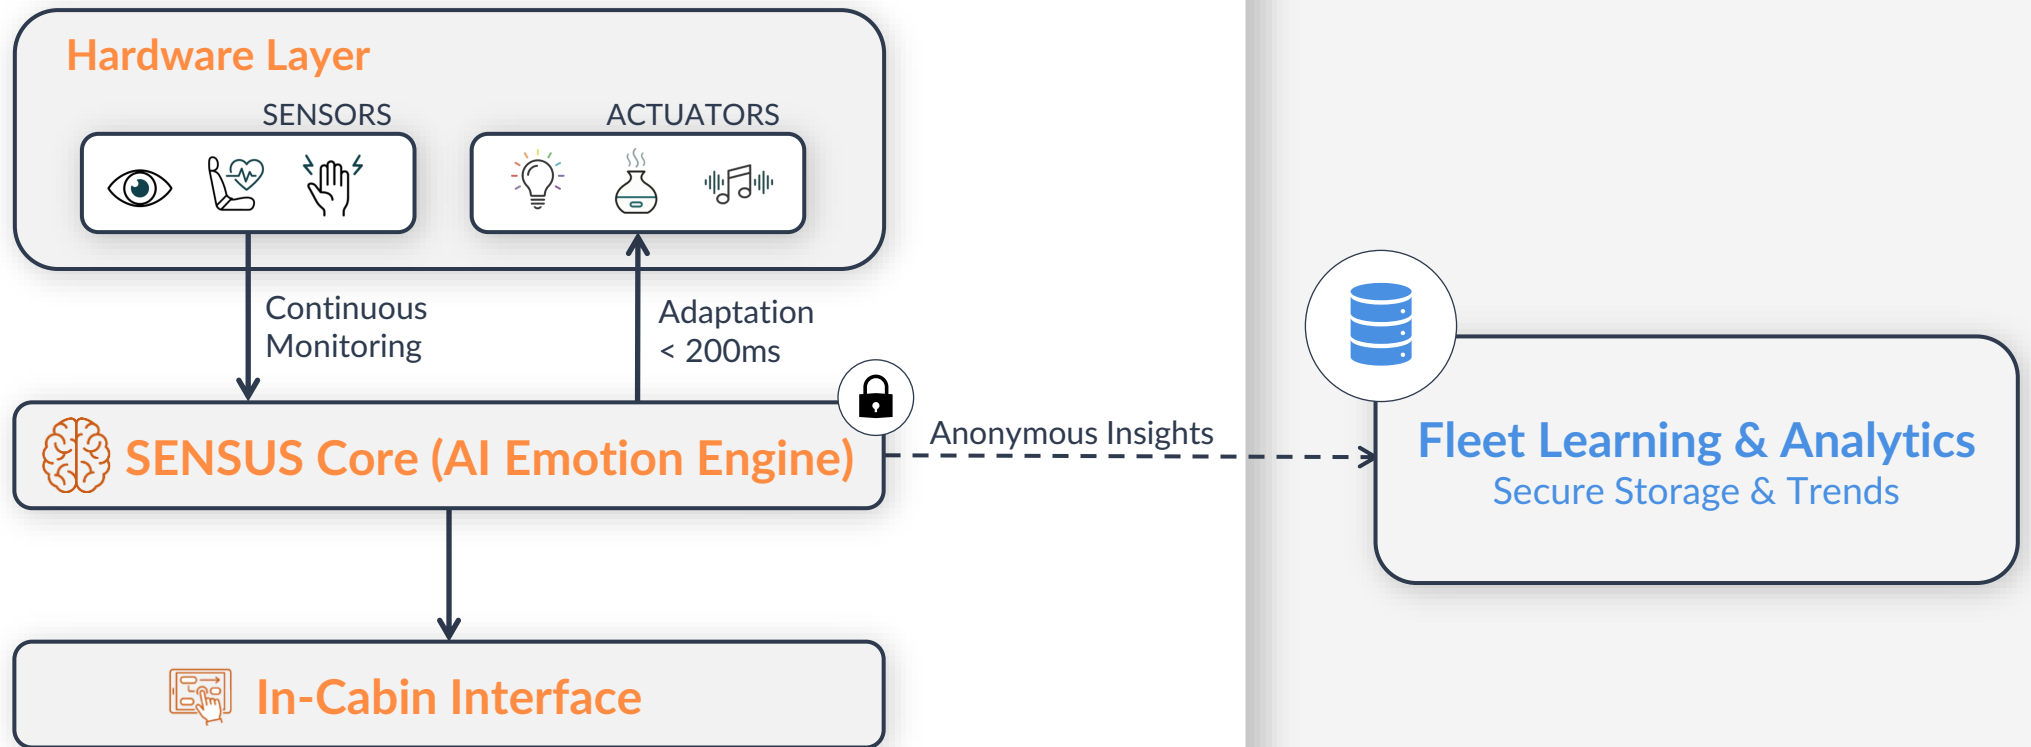 Hardware Layer
SENSORS
ACTUATORS
Continuous
Monitoring
Adaptation
< 200ms
SENSUS Core (AI Emotion Engine)
Anonymous Insights
Fleet Learning & Analytics
Secure Storage & Trends
In-Cabin Interface